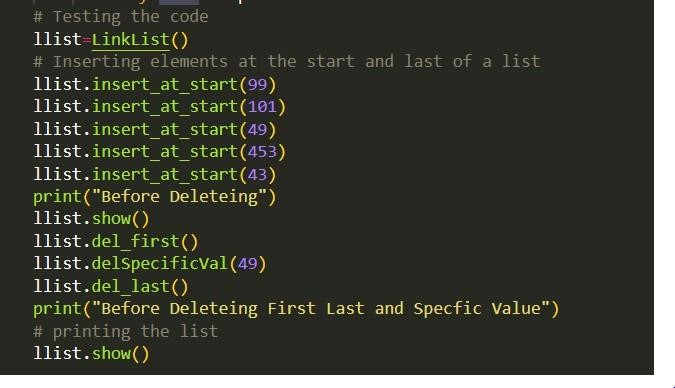 # Testing the code
llist=LinkList()
# Inserting elements at the start and last of a list
llist.insert_at_start(99)
llist.insert_at_start(101)
llist.insert_at_start(49)
llist.insert_at_start(453)
llist.insert_at_start(43)
print("Before Deleteing")
llist.show()
llist.del_first()
llist.delSpecificVal(49)
llist.del_last()
print("Before Deleteing First Last and Specfic Value")
# printing the list
llist.show()